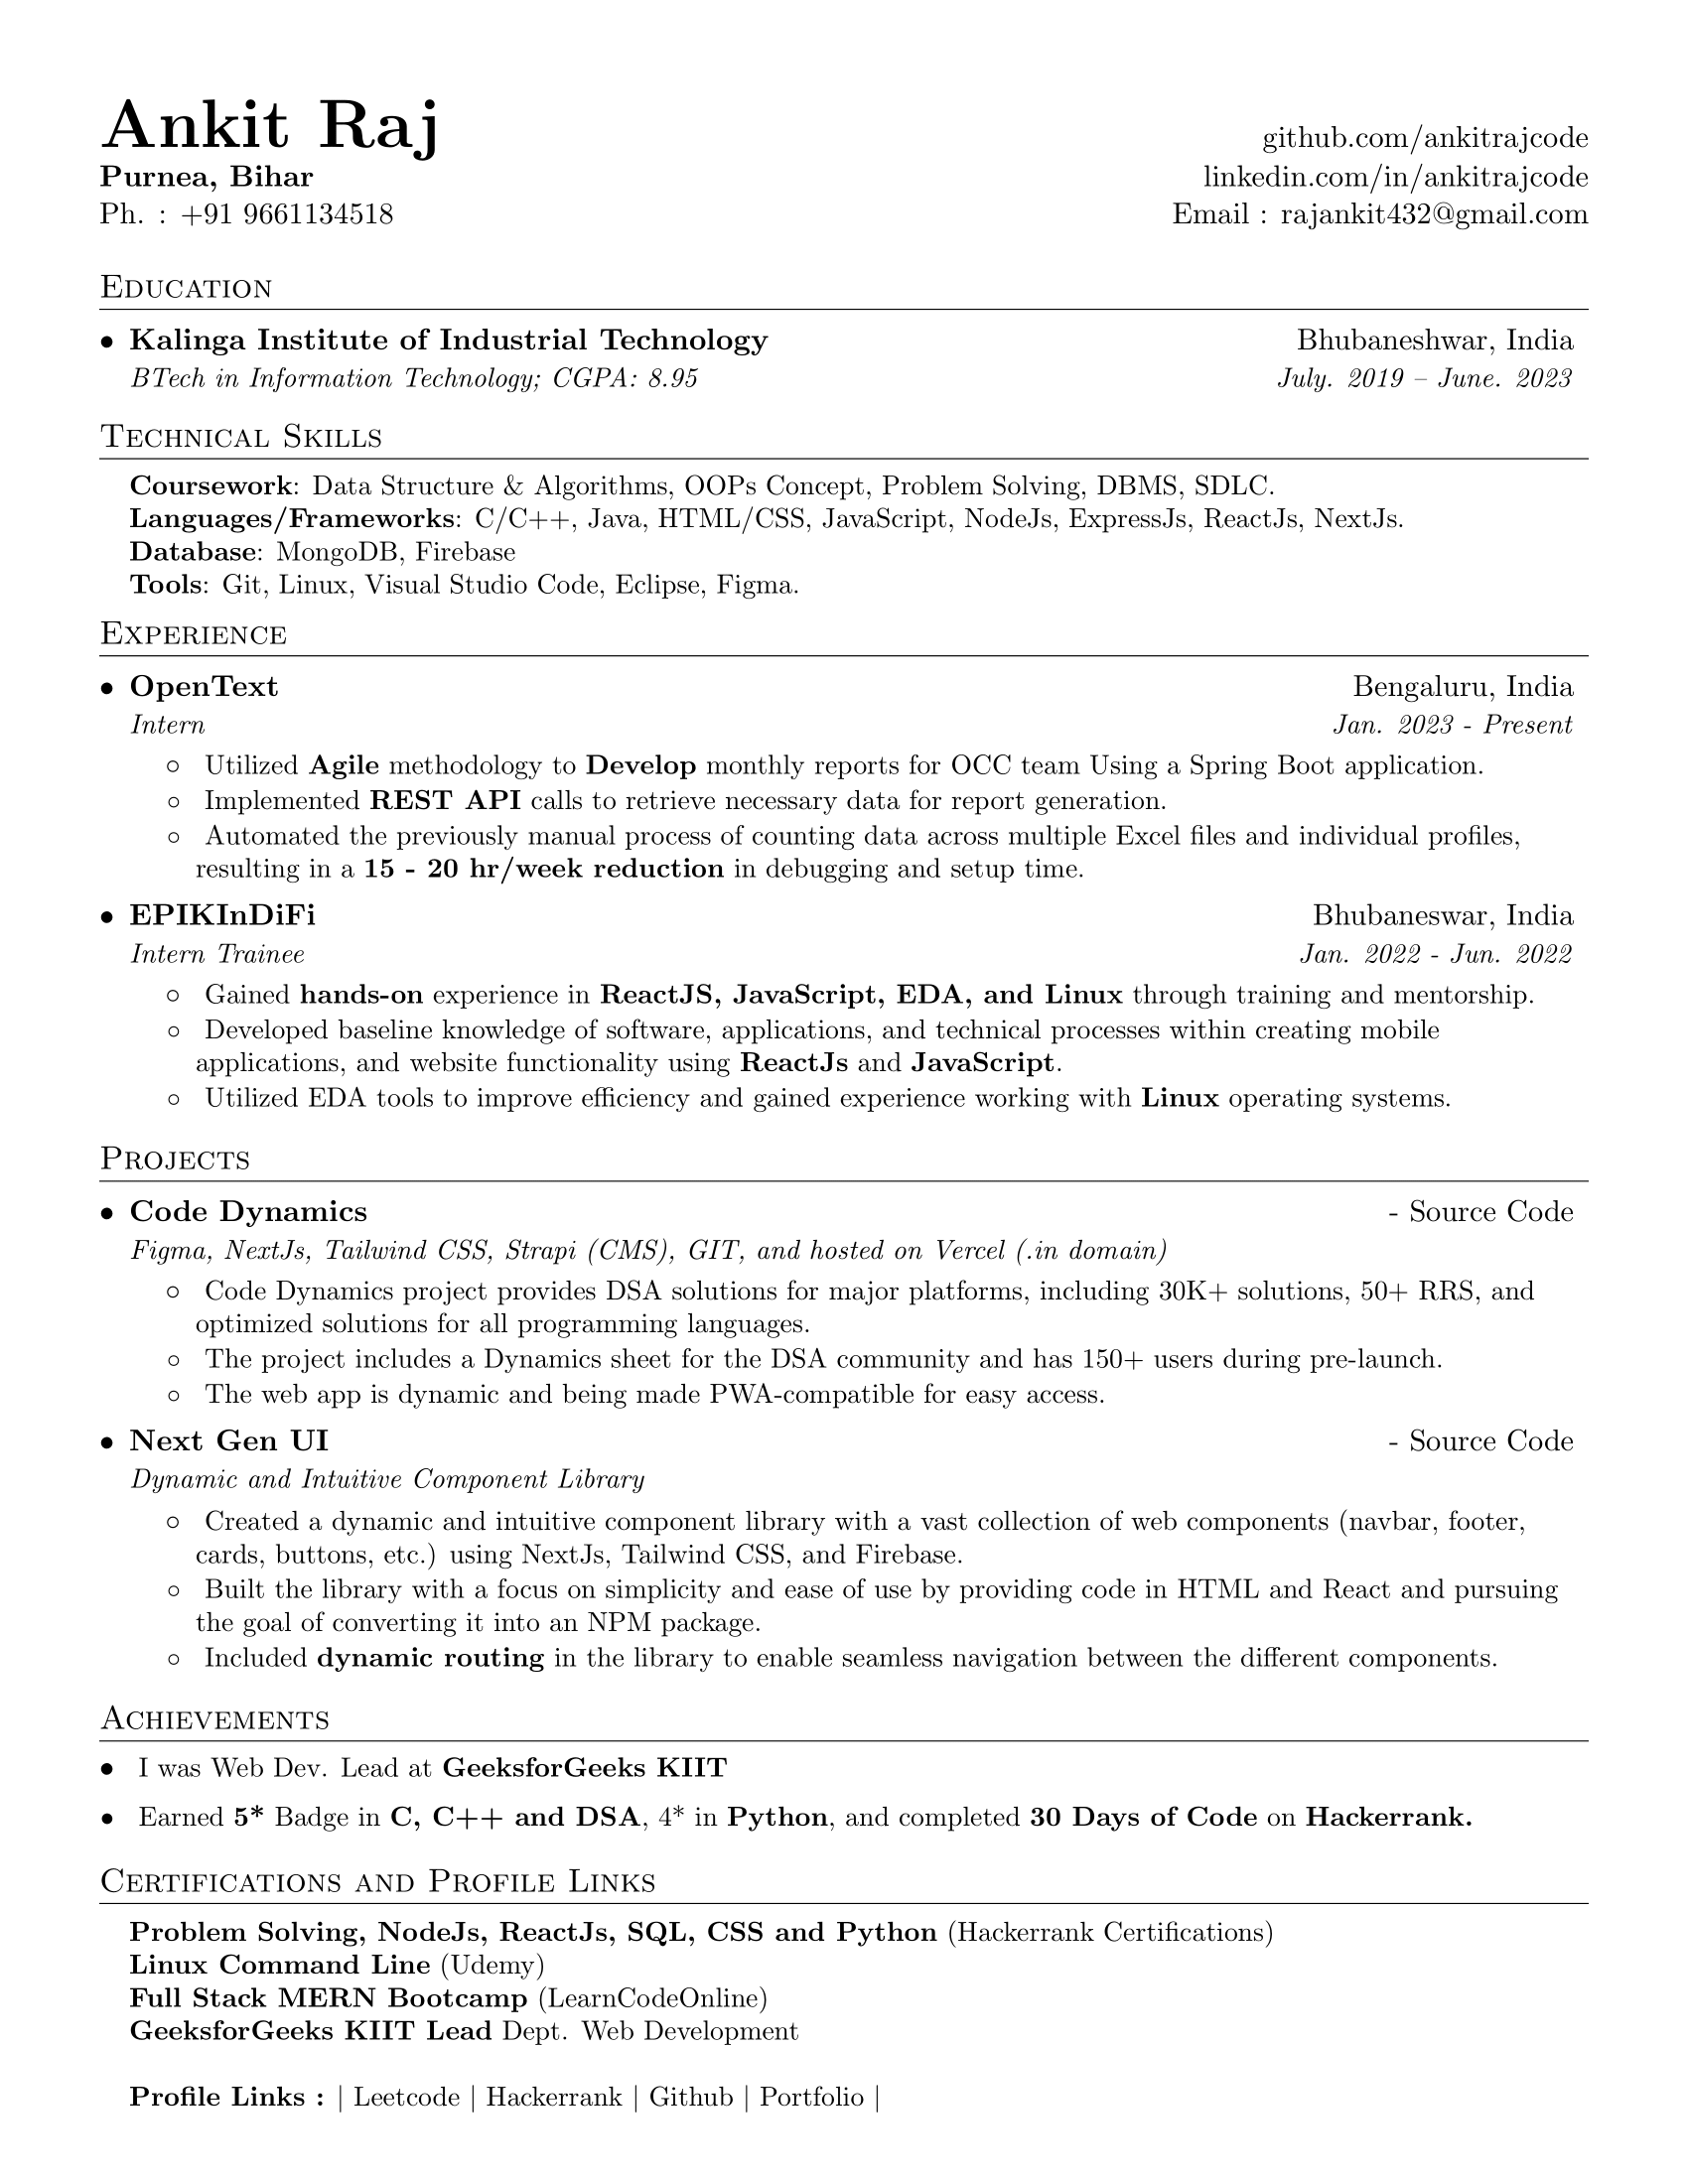 Ankit Raj
github.com/ankitrajcode
Purnea, Bihar
linkedin.com/in/ankitrajcode
Ph. : +91 9661134518
Email : rajankit432@gmail.com
Education
• Kalinga Institute of Industrial Technology
Bhubaneshwar, India
BTech in Information Technology; CGPA: 8.95
July. 2019 – June. 2023
Technical Skills
Coursework: Data Structure & Algorithms, OOPs Concept, Problem Solving, DBMS, SDLC.
Languages/Frameworks: C/C++, Java, HTML/CSS, JavaScript, NodeJs, ExpressJs, ReactJs, NextJs.
Database: MongoDB, Firebase
Tools: Git, Linux, Visual Studio Code, Eclipse, Figma.
Experience
• OpenText
Bengaluru, India
Intern
Jan. 2023 - Present
◦ Utilized Agile methodology to Develop monthly reports for OCC team Using a Spring Boot application.
◦ Implemented REST API calls to retrieve necessary data for report generation.
◦ Automated the previously manual process of counting data across multiple Excel files and individual profiles,
resulting in a 15 - 20 hr/week reduction in debugging and setup time.
• EPIKInDiFi
Bhubaneswar, India
Intern Trainee
Jan. 2022 - Jun. 2022
◦ Gained hands-on experience in ReactJS, JavaScript, EDA, and Linux through training and mentorship.
◦ Developed baseline knowledge of software, applications, and technical processes within creating mobile
applications, and website functionality using ReactJs and JavaScript.
◦ Utilized EDA tools to improve efficiency and gained experience working with Linux operating systems.
Projects
• Code Dynamics
- Source Code
Figma, NextJs, Tailwind CSS, Strapi (CMS), GIT, and hosted on Vercel (.in domain)
◦ Code Dynamics project provides DSA solutions for major platforms, including 30K+ solutions, 50+ RRS, and
optimized solutions for all programming languages.
◦ The project includes a Dynamics sheet for the DSA community and has 150+ users during pre-launch.
◦ The web app is dynamic and being made PWA-compatible for easy access.
• Next Gen UI
- Source Code
Dynamic and Intuitive Component Library
◦ Created a dynamic and intuitive component library with a vast collection of web components (navbar, footer,
cards, buttons, etc.) using NextJs, Tailwind CSS, and Firebase.
◦ Built the library with a focus on simplicity and ease of use by providing code in HTML and React and pursuing
the goal of converting it into an NPM package.
◦ Included dynamic routing in the library to enable seamless navigation between the different components.
Achievements
• I was Web Dev. Lead at GeeksforGeeks KIIT
• Earned 5* Badge in C, C++ and DSA, 4* in Python, and completed 30 Days of Code on Hackerrank.
Certifications and Profile Links
Problem Solving, NodeJs, ReactJs, SQL, CSS and Python (Hackerrank Certifications)
Linux Command Line (Udemy)
Full Stack MERN Bootcamp (LearnCodeOnline)
GeeksforGeeks KIIT Lead Dept. Web Development
Profile Links : | Leetcode | Hackerrank | Github | Portfolio |